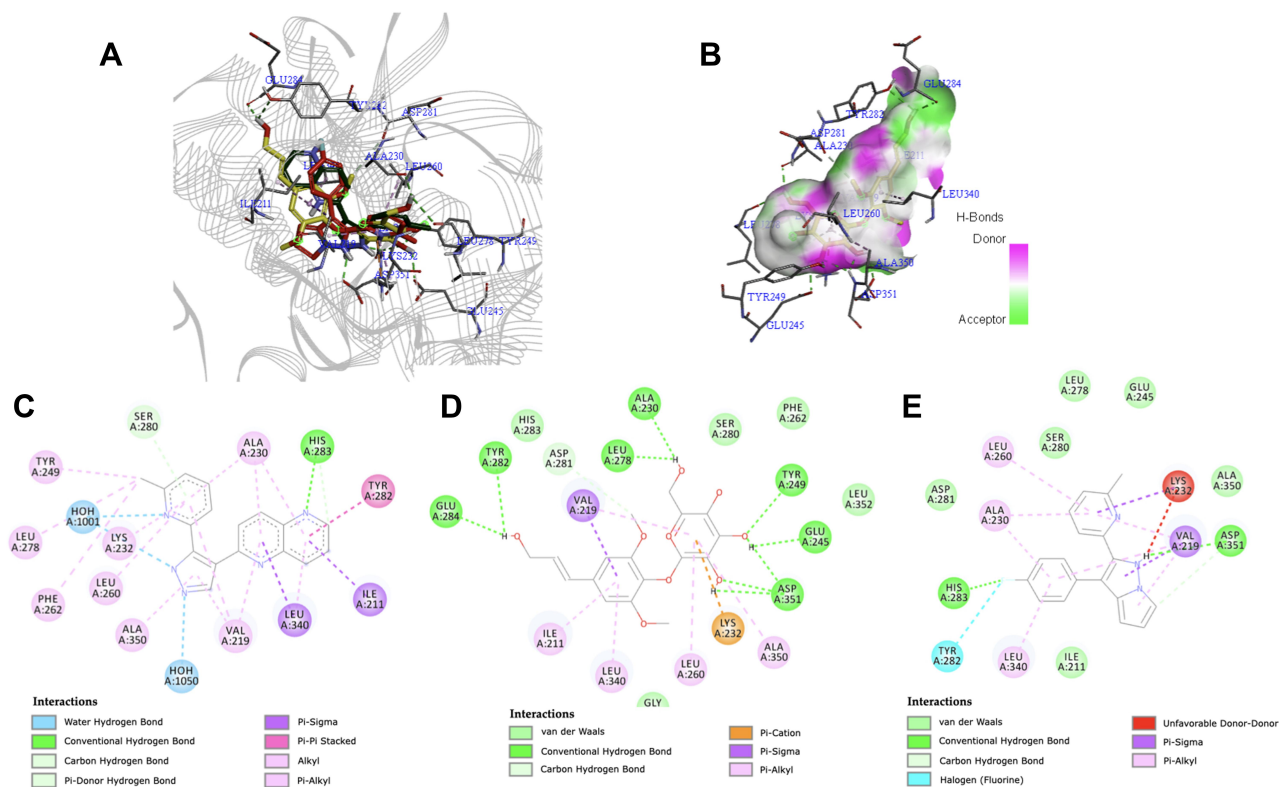 A
GLU284
TYR282
ASP281
ALA230
LEU260
ILE211
LYS232
LEU278
TYR249
ASP351
GLU245
B
GLU284
TYR282
ASP281
LEU340
LEU260
ALA350
ASP351
TYR249
GLU245
H-Bonds
Donor
Acceptor
C
SER
A:280
TYR
A:249
ALA
A:230
HIS
A:283
TYR
A:282
HOH
A:1001
LEU
A:278
LYS
A:232
LEU
A:260
PHE
A:262
ALA
A:350
VAL
A:219
LEU
A:340
ILE
A:211
HOH
A:1050
N
N
N
N
N
Interactions
Water Hydrogen Bond
Conventional Hydrogen Bond
Carbon Hydrogen Bond
Pi-Donor Hydrogen Bond
Pi-Sigma
Pi-Pi Stacked
Alkyl
Pi-Alkyl
D
ALA
A:230
HIS
A:283
SER
A:280
PHE
A:262
TYR
A:282
ASP
A:281
LEU
A:278
TYR
A:249
LEU
A:352
GLU
A:284
VAL
A:219
GLU
A:245
ASP
A:351
LYS
A:232
ILE
A:211
LEU
A:340
LEU
A:260
ALA
A:350
GLY
Interactions
van der Waals
Conventional Hydrogen Bond
Carbon Hydrogen Bond
Pi-Cation
Pi-Sigma
Pi-Alkyl
E
LEU
A:278
GLU
A:245
LEU
A:260
SER
A:280
LYS
A:232
ALA
A:350
ASP
A:281
ALA
A:230
VAL
A:219
ASP
A:351
HIS
A:283
TYR
A:282
LEU
A:340
ILE
A:211
Interactions
van der Waals
Conventional Hydrogen Bond
Carbon Hydrogen Bond
Halogen (Fluorine)
Unfavorable Donor-Donor
Pi-Sigma
Pi-Alkyl